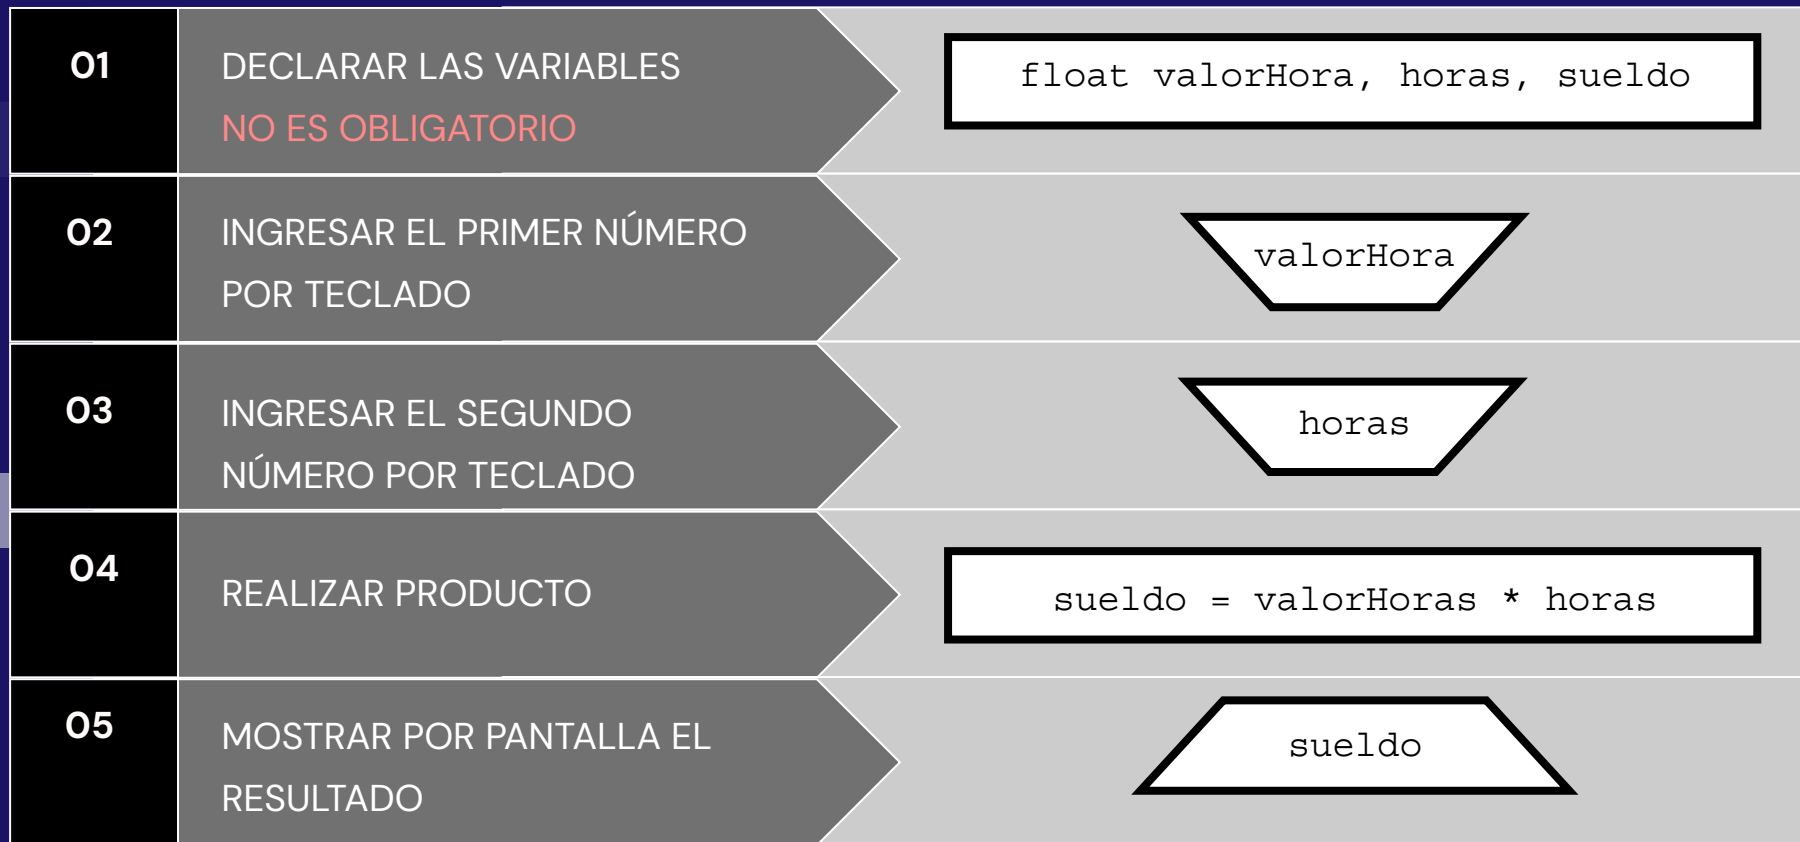 01
DECLARAR LAS VARIABLES
NO ES OBLIGATORIO
float valorHora, horas, sueldo
02
INGRESAR EL PRIMER NÚMERO
POR TECLADO
valorHora
03
INGRESAR EL SEGUNDO
NÚMERO POR TECLADO
horas
04
REALIZAR PRODUCTO
sueldo = valorHoras * horas
05
MOSTRAR POR PANTALLA EL
RESULTADO
sueldo